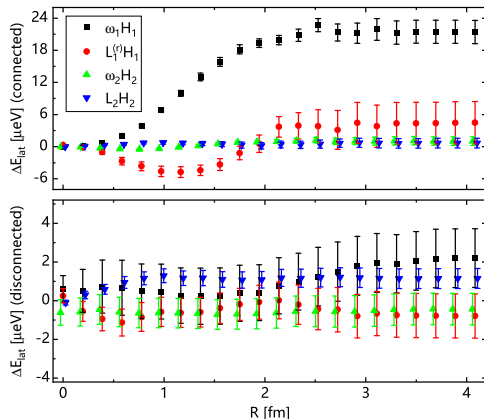 ΔE_lat [μeV] (connected)
24
18
12
6
0
-6
ω₁H₁
L₁⁽ʳ⁾H₁
ω₂H₂
L₂H₂
ΔE_lat [μeV] (disconnected)
4
2
0
-2
-4
0 1 2 3 4
R [fm]